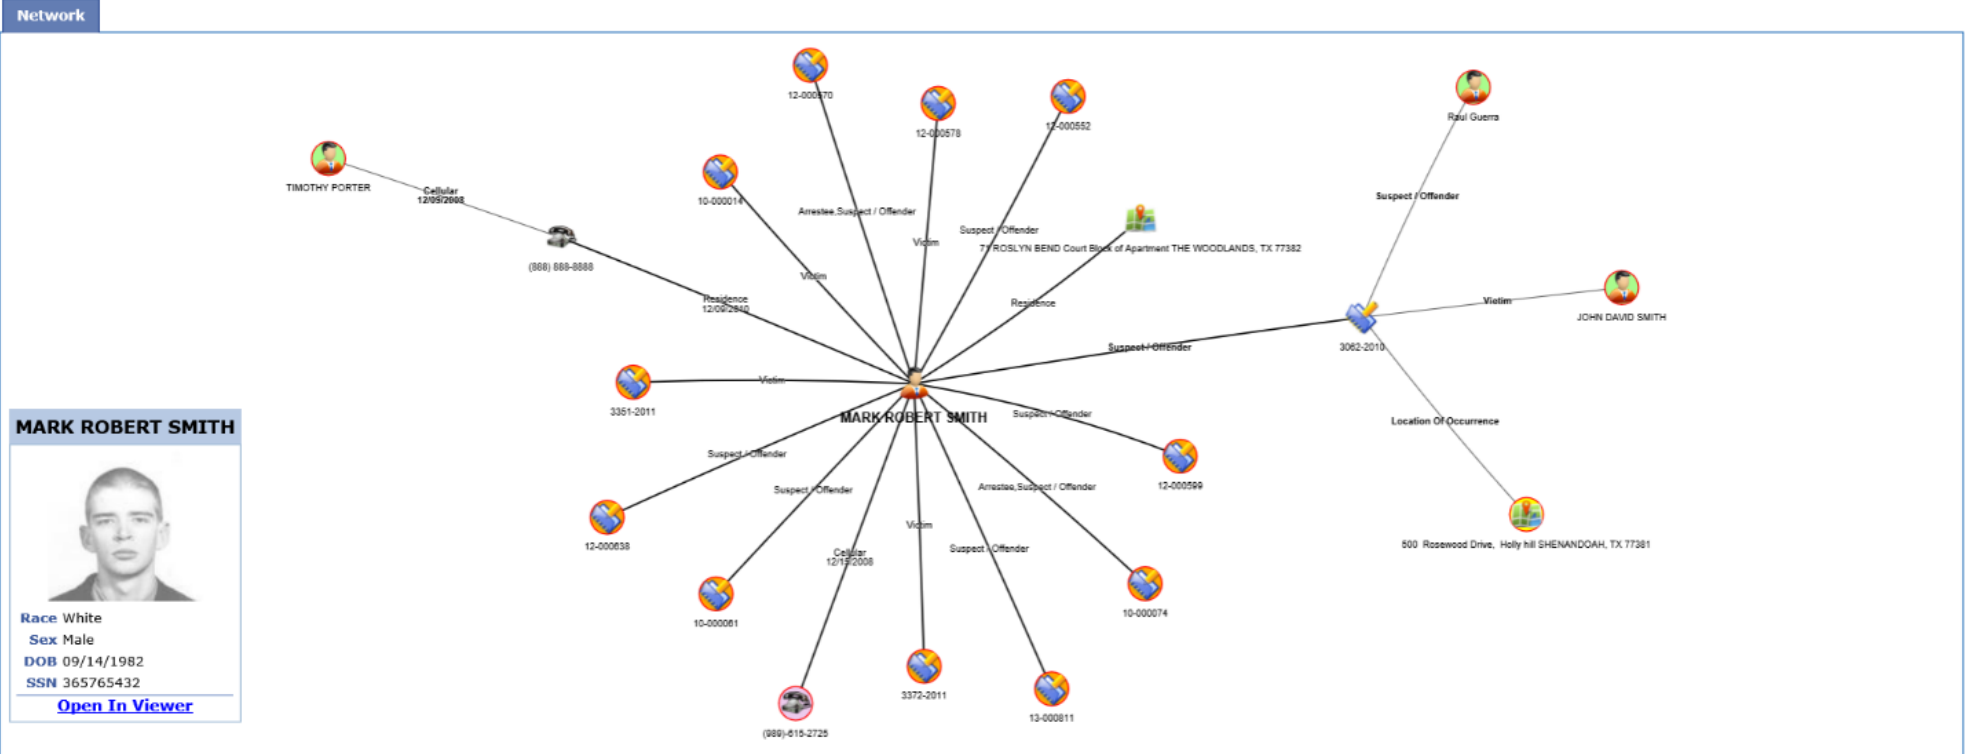 Network
12-000570
12-000578
12-000552
Raul Guerra
TIMOTHY PORTER
Cellular
12/05/2008
10-000014
Arrestee,Suspect / Offender
Suspect / Offender
Suspect / Offender
Victim
71 ROSLYN BEND Court Block of Apartment THE WOODLANDS, TX 77382
(888) 888-8888
Victim
Residence
12/09/2010
Residence
Victim
JOHN DAVID SMITH
Suspect / Offender
3062-2010
Victim
3351-2011
MARK ROBERT SMITH
Suspect / Offender
Location Of Occurrence
MARK ROBERT SMITH
Suspect / Offender
12-000599
Suspect / Offender
Arrestee,Suspect / Offender
Victim
12-000638
Cellular
12/15/2008
Suspect / Offender
500 Rosewood Drive, Holly hill SHENANDOAH, TX 77381
10-000061
10-000074
Race White
Sex Male
DOB 09/14/1982
SSN 365765432
Open In Viewer
3372-2011
13-000811
(989)-615-2725